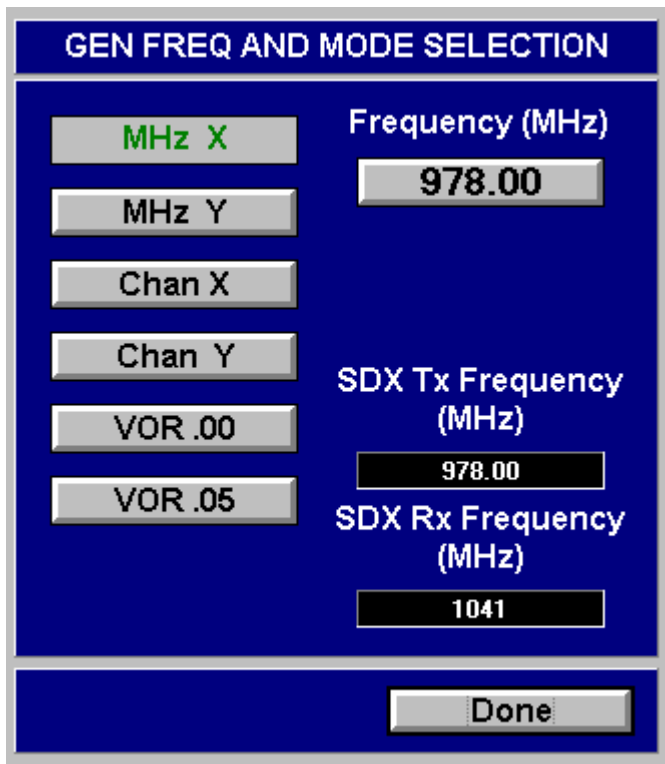 GEN FREQ AND MODE SELECTION
MHz X
MHz Y
Chan X
Chan Y
VOR .00
VOR .05
Frequency (MHz)
978.00
SDX Tx Frequency
(MHz)
978.00
SDX Rx Frequency
(MHz)
1041
Done